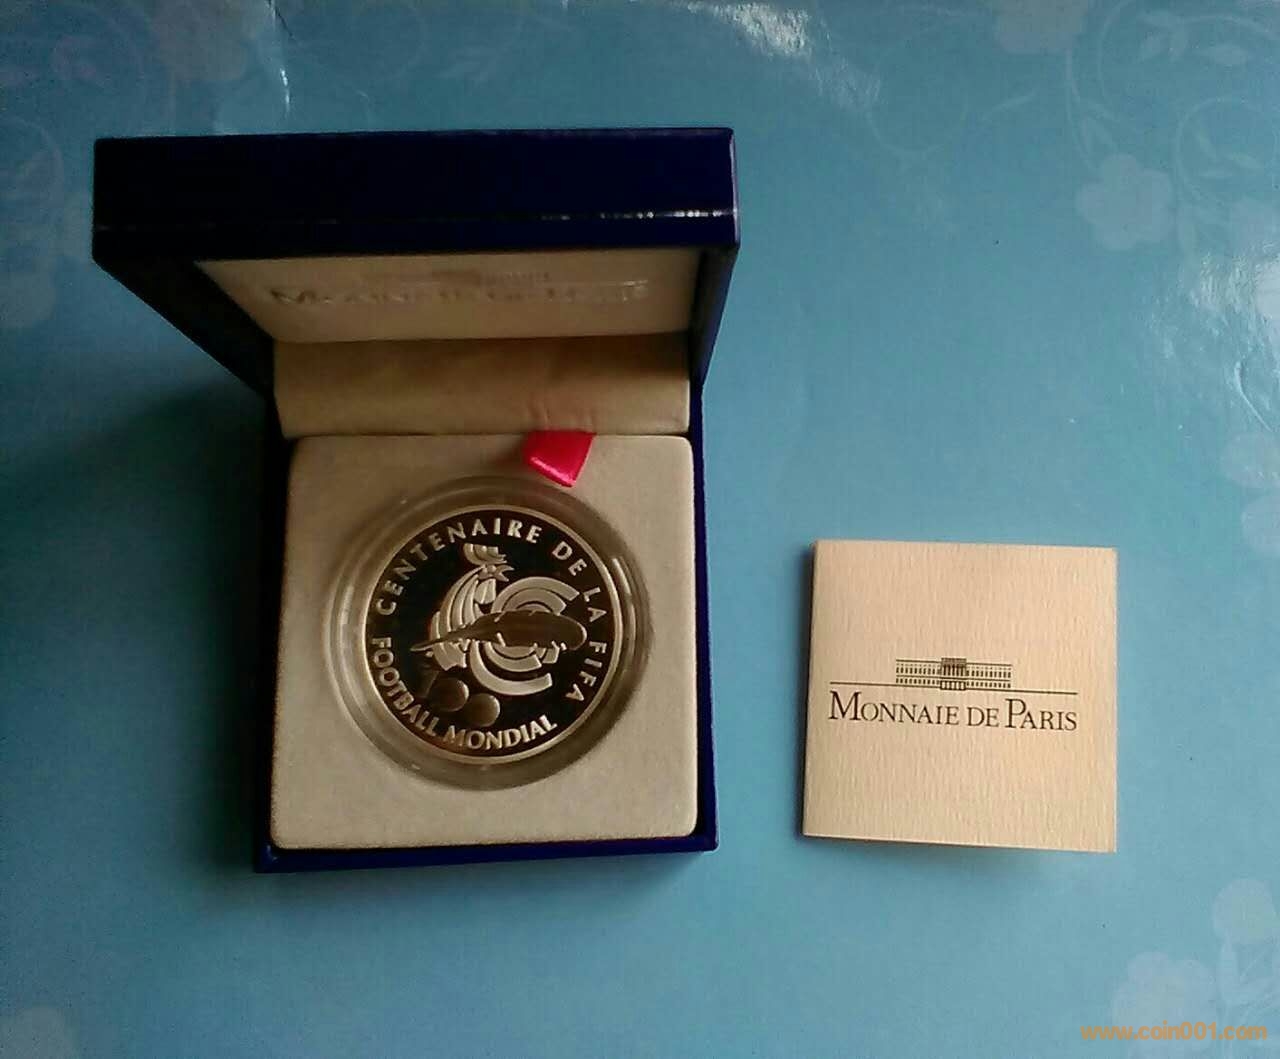 CENTENAIRE DE LA FIFA
FOOTBALL MONDIAL
MONNAIE DE PARIS
www.coin001.com